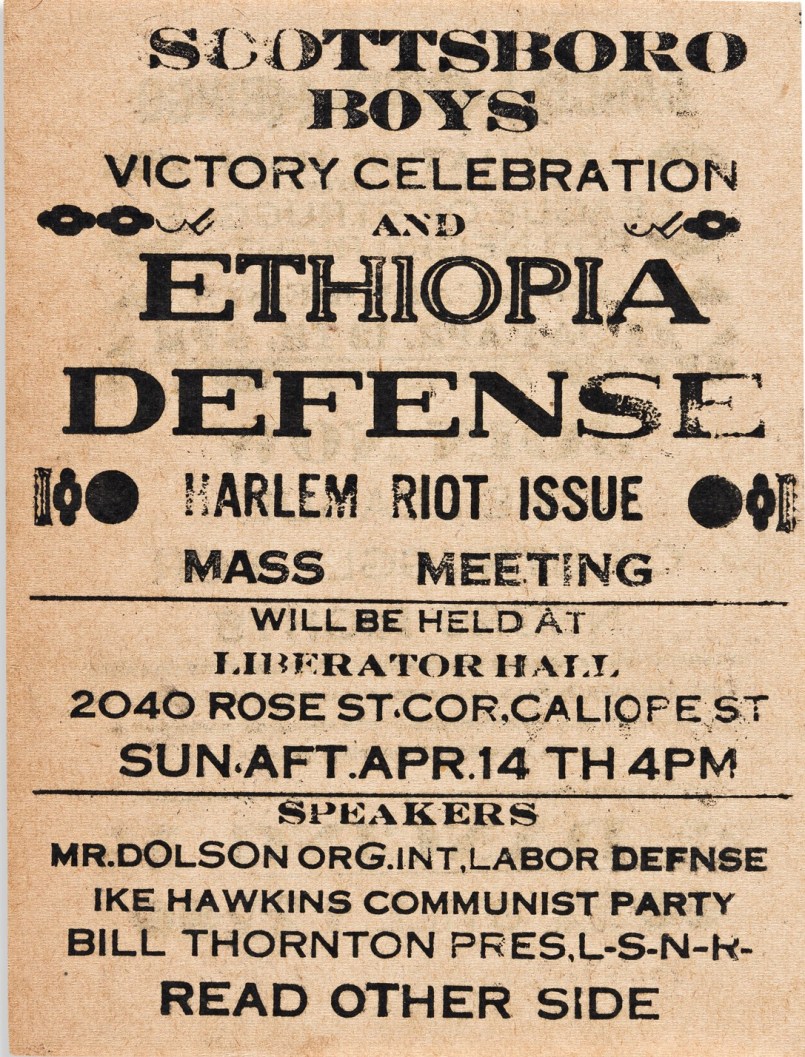 SCOTTSBORO
BOYS
VICTORY CELEBRATION
AND
ETHIOPIA
DEFENSE
HARLEM RIOT ISSUE
MASS MEETING
WILL BE HELD AT
LIBERATOR HALL
2040 ROSE ST.COR,CALIOPE ST
SUN.AFT.APR.14 TH 4PM
SPEAKERS
MR.DOLSON ORG.INT,LABOR DEFNSE
IKE HAWKINS COMMUNIST PARTY
BILL THORNTON PRES,L-S-N-R-
READ OTHER SIDE